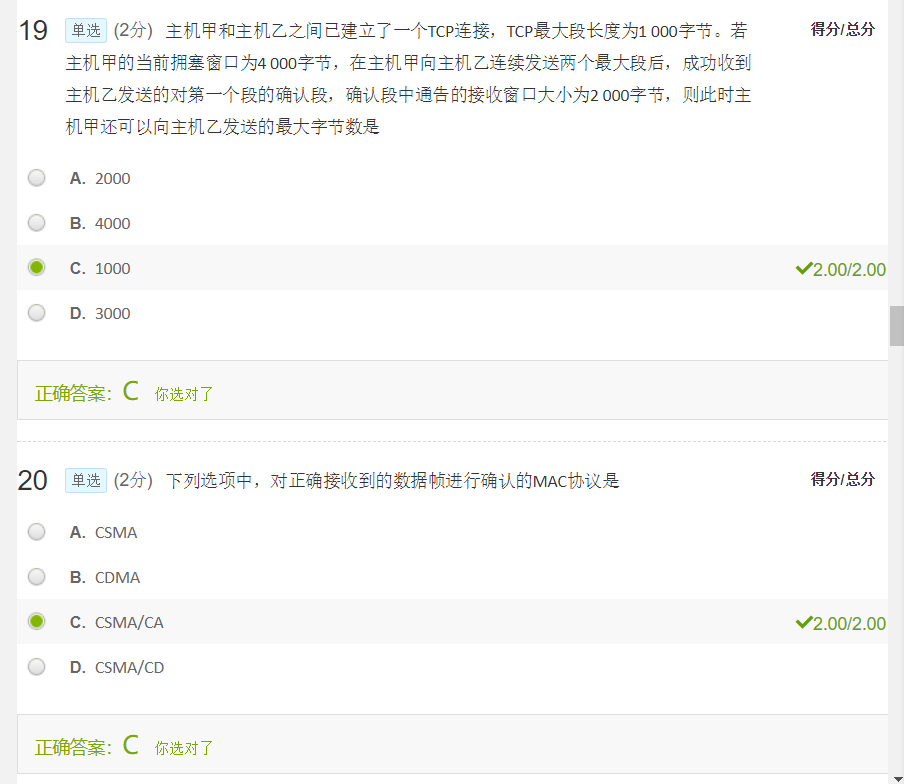 19 单选 (2分) 主机甲和主机乙之间已建立了一个TCP连接，TCP最大段长度为1 000字节。若 得分/总分
主机甲的当前拥塞窗口为4 000字节，在主机甲向主机乙连续发送两个最大段后，成功收到
主机乙发送的对第一个段的确认段，确认段中通告的接收窗口大小为2 000字节，则此时主
机甲还可以向主机乙发送的最大字节数是
A. 2000
B. 4000
C. 1000 2.00/2.00
D. 3000
正确答案：C 你选对了
20 单选 (2分) 下列选项中，对正确接收到的数据帧进行确认的MAC协议是 得分/总分
A. CSMA
B. CDMA
C. CSMA/CA 2.00/2.00
D. CSMA/CD
正确答案：C 你选对了